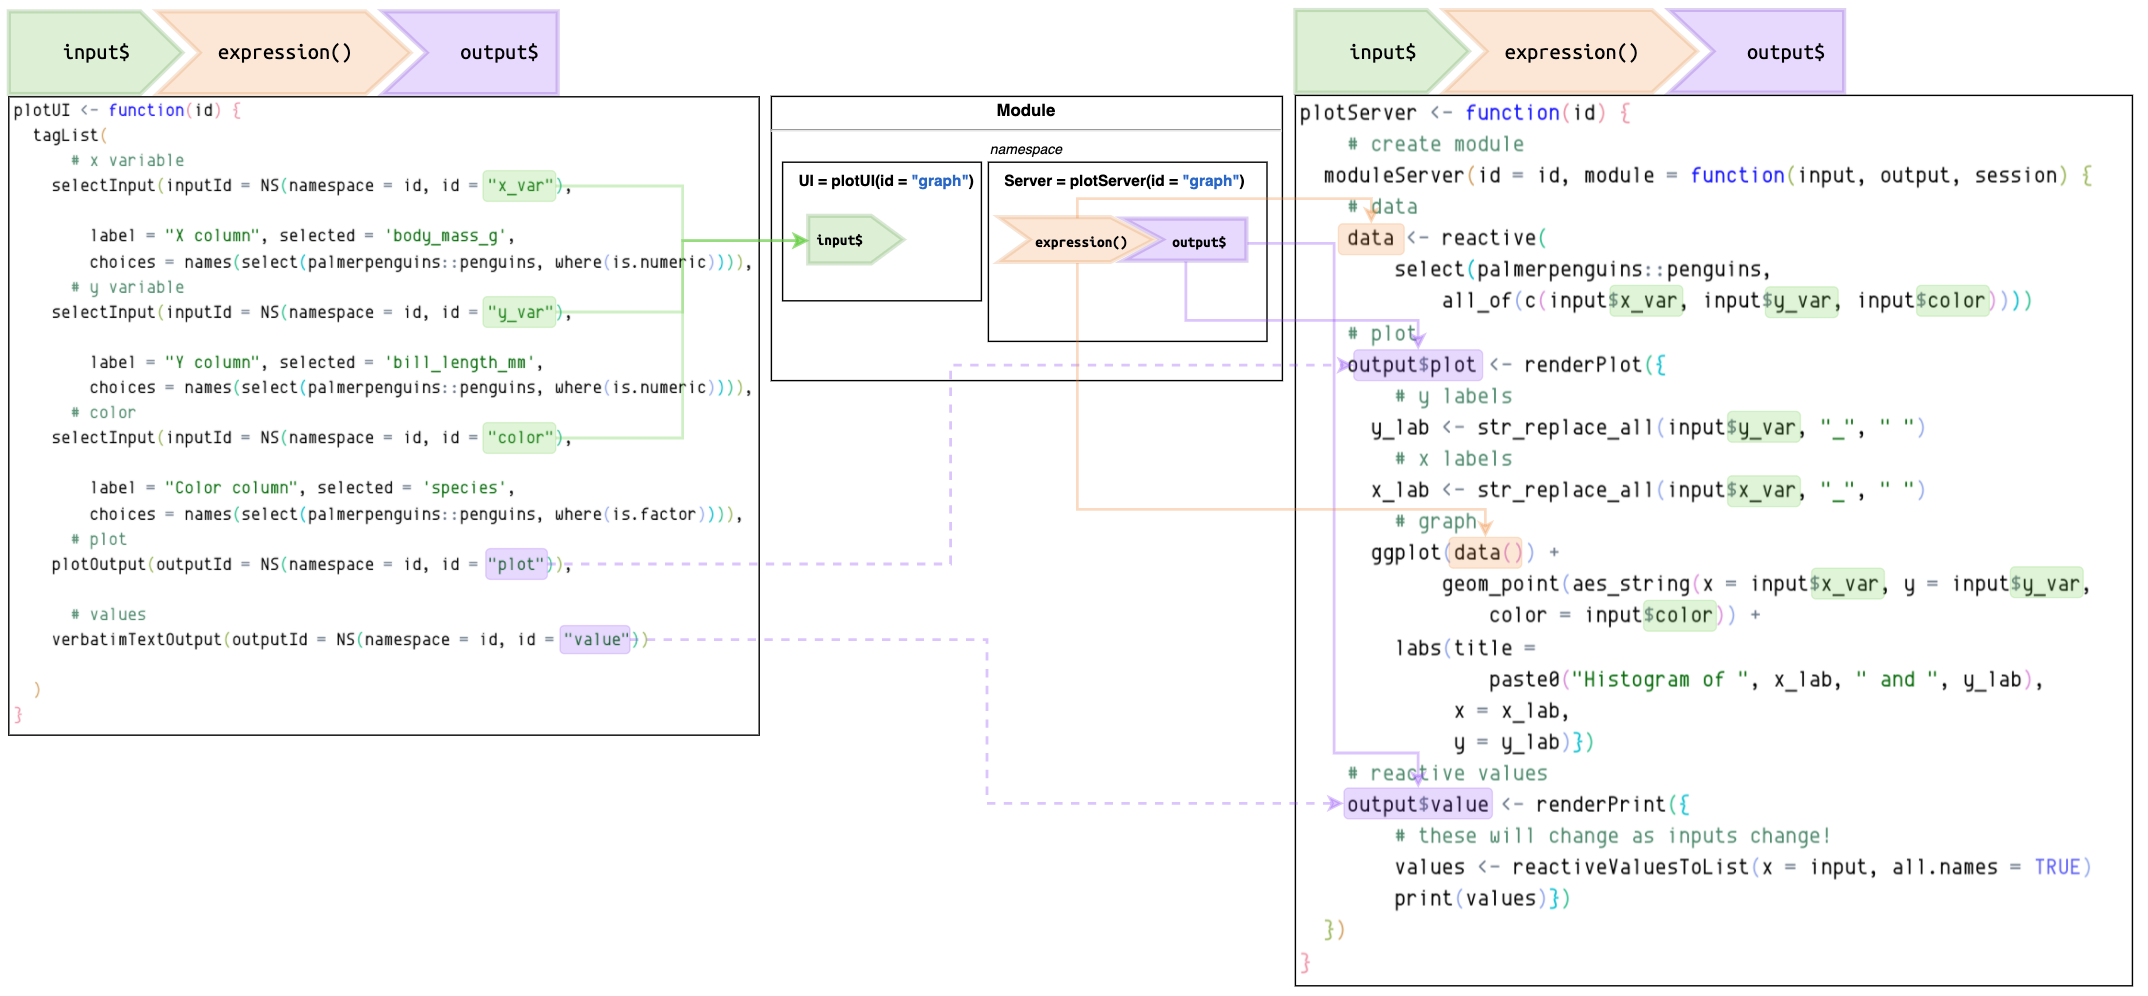 input$ expression() output$
plotUI <- function(id) {
tagList(
# x variable
selectInput(inputId = NS(namespace = id, id = "x_var"),
label = "X column", selected = 'body_mass_g',
choices = names(select(palmerpenguins::penguins, where(is.numeric)))),
# y variable
selectInput(inputId = NS(namespace = id, id = "y_var"),
label = "Y column", selected = 'bill_length_mm',
choices = names(select(palmerpenguins::penguins, where(is.numeric)))),
# color
selectInput(inputId = NS(namespace = id, id = "color"),
label = "Color column", selected = 'species',
choices = names(select(palmerpenguins::penguins, where(is.factor)))),
# plot
plotOutput(outputId = NS(namespace = id, id = "plot")),
# values
verbatimTextOutput(outputId = NS(namespace = id, id = "value"))
)
}
Module
namespace
UI = plotUI(id = "graph")
input$
Server = plotServer(id = "graph")
expression() output$
input$ expression() output$
plotServer <- function(id) {
# create module
moduleServer(id = id, module = function(input, output, session) {
# data
data <- reactive(
select(palmerpenguins::penguins,
all_of(c(input$x_var, input$y_var, input$color))))
# plot
output$plot <- renderPlot({
# y labels
y_lab <- str_replace_all(input$y_var, "_", " ")
# x labels
x_lab <- str_replace_all(input$x_var, "_", " ")
# graph
ggplot(data()) +
geom_point(aes_string(x = input$x_var, y = input$y_var,
color = input$color)) +
labs(title =
paste0("Histogram of ", x_lab, " and ", y_lab),
x = x_lab,
y = y_lab)})
# reactive values
output$value <- renderPrint({
# these will change as inputs change!
values <- reactiveValuesToList(x = input, all.names = TRUE)
print(values)})
})
}